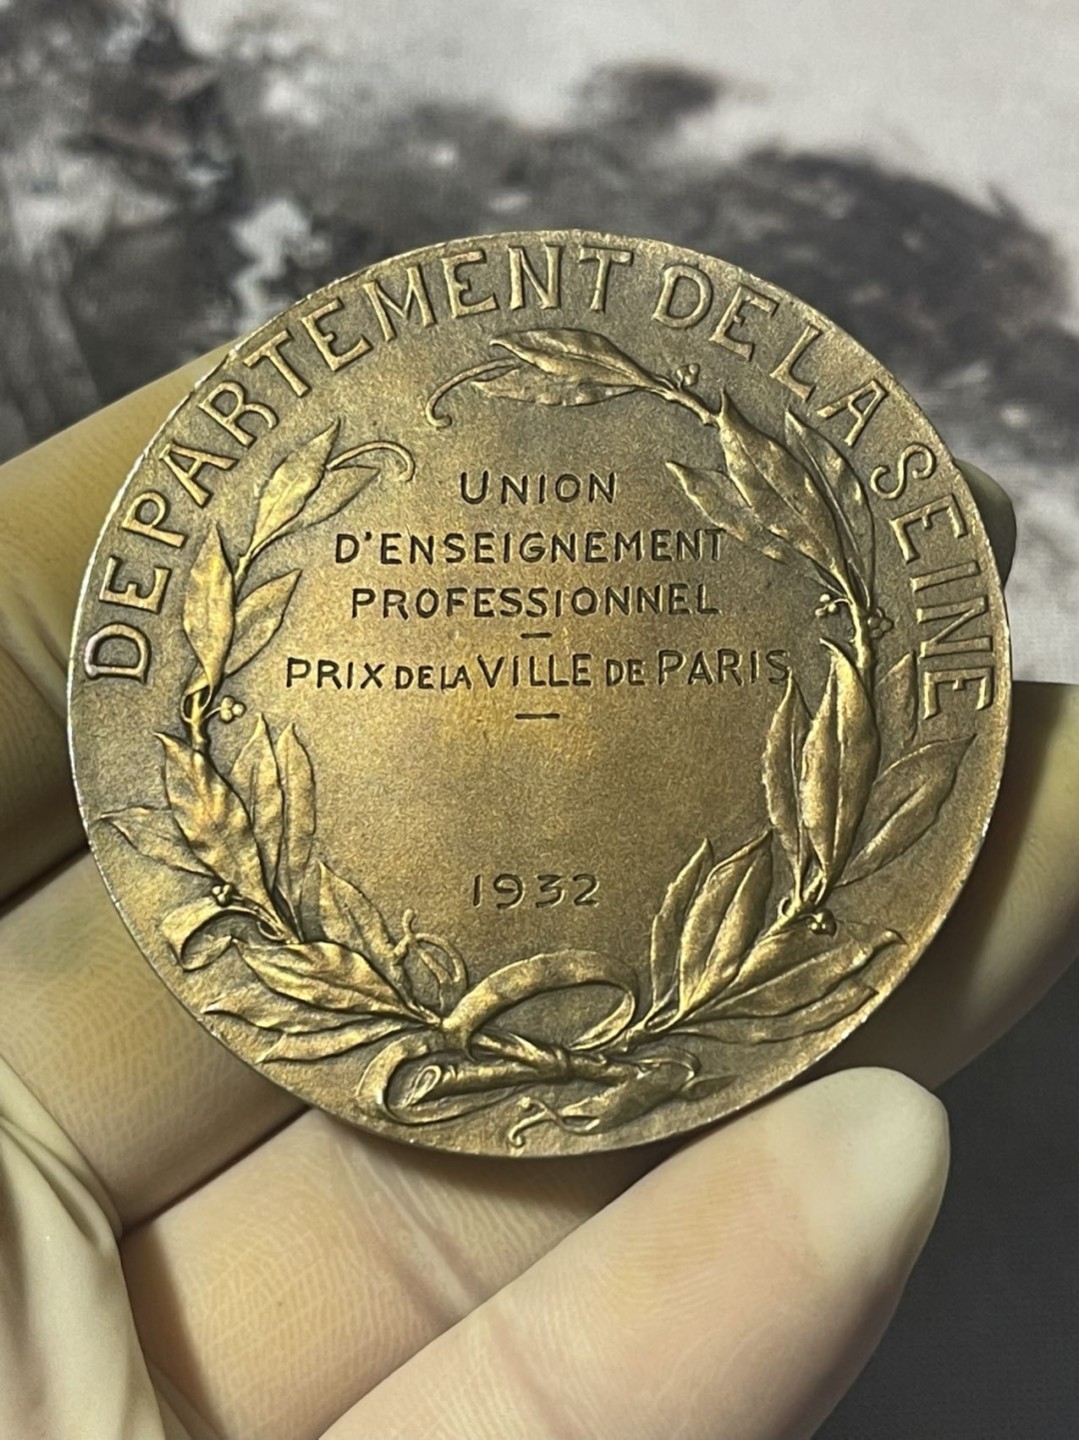 DEPARTEMENT DE LA SEINE
UNION
D'ENSEIGNEMENT
PROFESSIONNEL
PRIX DE LA VILLE DE PARIS
1932